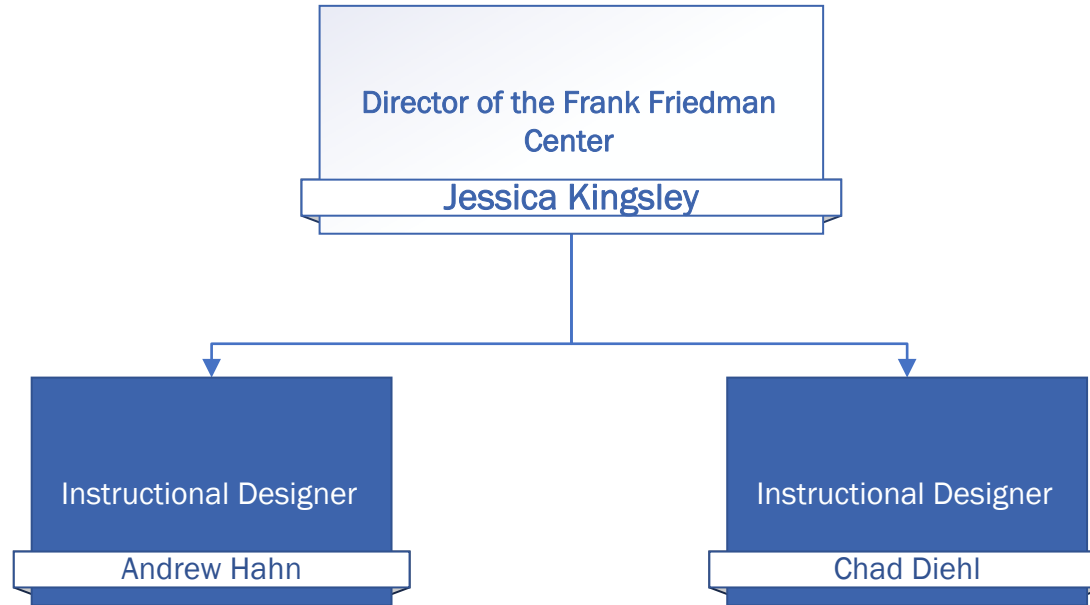 Director of the Frank Friedman
Center
Jessica Kingsley
Instructional Designer
Instructional Designer
Andrew Hahn
Chad Diehl